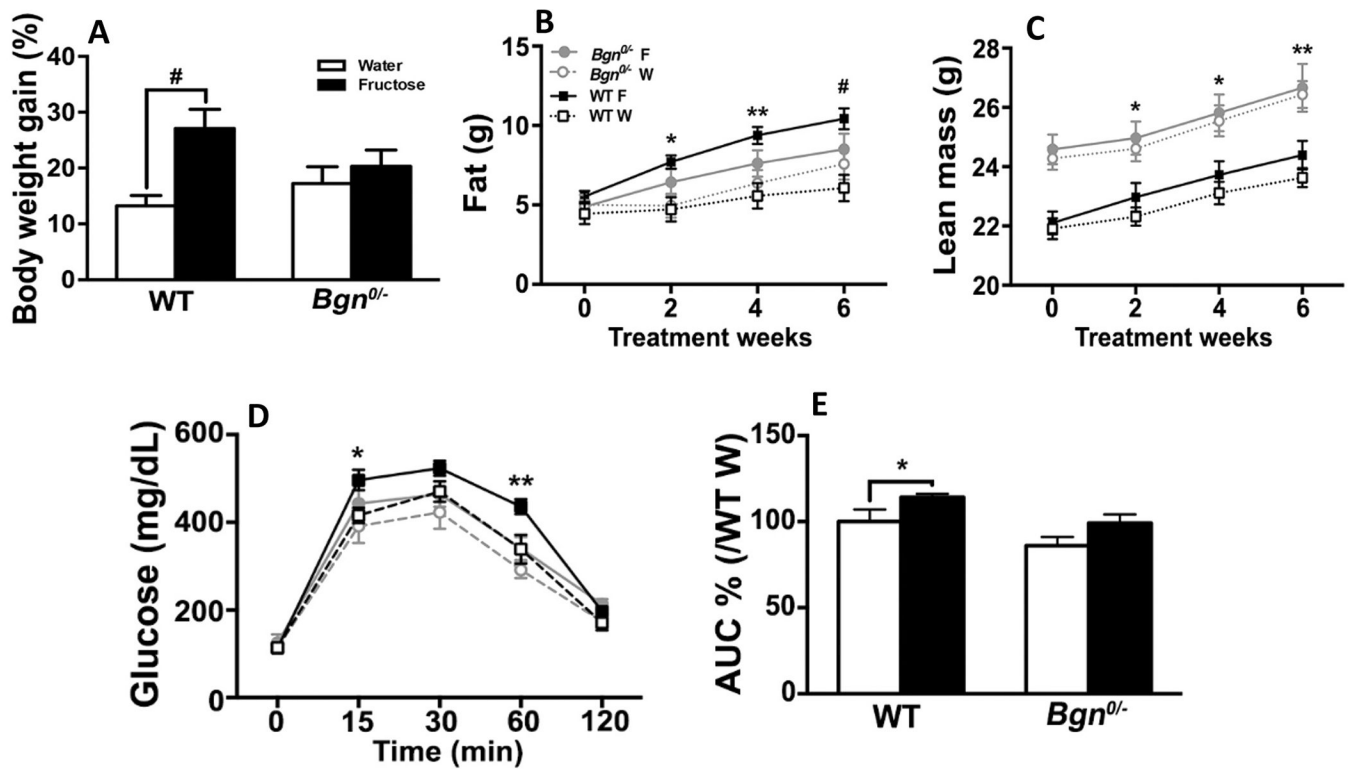 A
Body weight gain (%)
40
30
20
10
0
#
Water
Fructose
WT
Bgn0/-
B
Fat (g)
15
10
5
0
Bgn0/- F
Bgn0/- W
WT F
WT W
*
**
#
0 2 4 6
Treatment weeks
C
Lean mass (g)
28
26
24
22
20
*
*
**
0 2 4 6
Treatment weeks
D
Glucose (mg/dL)
600
400
200
0
*
**
0 15 30 60 120
Time (min)
E
AUC % (/WT W)
150
100
50
0
*
WT
Bgn0/-